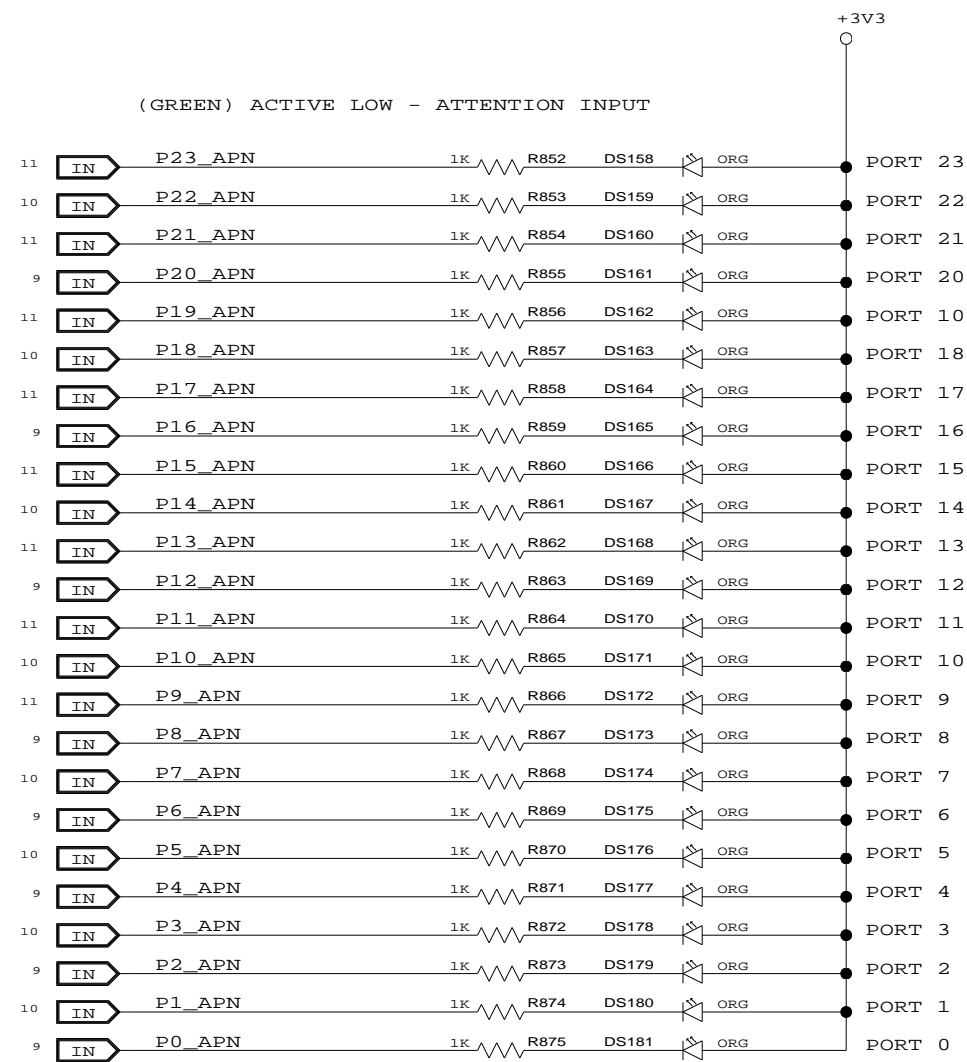 +3V3
(GREEN) ACTIVE LOW - ATTENTION INPUT
11 IN P23_APN 1K R852 DS158 ORG PORT 23
10 IN P22_APN 1K R853 DS159 ORG PORT 22
11 IN P21_APN 1K R854 DS160 ORG PORT 21
9 IN P20_APN 1K R855 DS161 ORG PORT 20
11 IN P19_APN 1K R856 DS162 ORG PORT 10
10 IN P18_APN 1K R857 DS163 ORG PORT 18
11 IN P17_APN 1K R858 DS164 ORG PORT 17
9 IN P16_APN 1K R859 DS165 ORG PORT 16
11 IN P15_APN 1K R860 DS166 ORG PORT 15
10 IN P14_APN 1K R861 DS167 ORG PORT 14
11 IN P13_APN 1K R862 DS168 ORG PORT 13
9 IN P12_APN 1K R863 DS169 ORG PORT 12
11 IN P11_APN 1K R864 DS170 ORG PORT 11
10 IN P10_APN 1K R865 DS171 ORG PORT 10
11 IN P9_APN 1K R866 DS172 ORG PORT 9
9 IN P8_APN 1K R867 DS173 ORG PORT 8
10 IN P7_APN 1K R868 DS174 ORG PORT 7
9 IN P6_APN 1K R869 DS175 ORG PORT 6
10 IN P5_APN 1K R870 DS176 ORG PORT 5
9 IN P4_APN 1K R871 DS177 ORG PORT 4
10 IN P3_APN 1K R872 DS178 ORG PORT 3
9 IN P2_APN 1K R873 DS179 ORG PORT 2
10 IN P1_APN 1K R874 DS180 ORG PORT 1
9 IN P0_APN 1K R875 DS181 ORG PORT 0